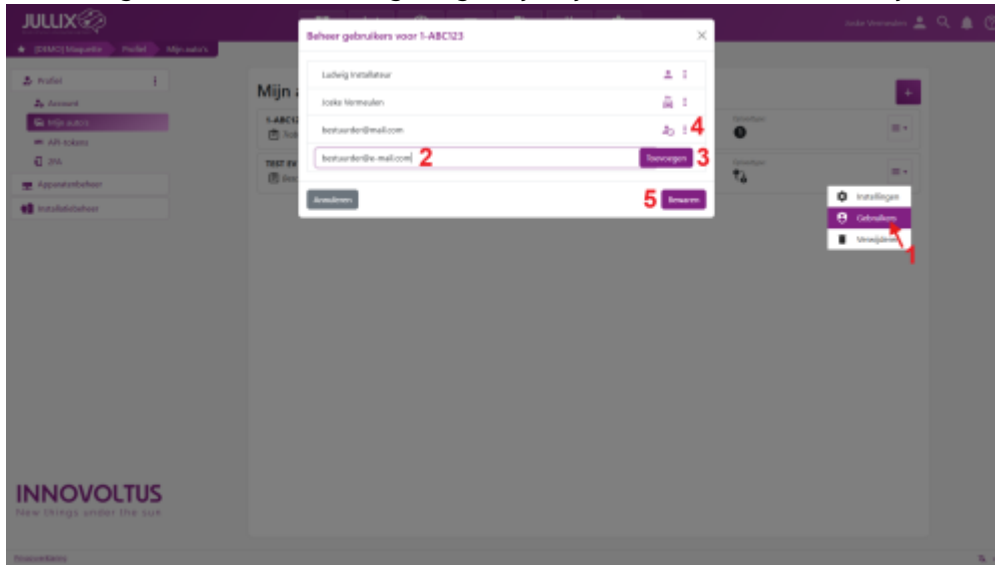 JULLIX
Joske Vermeulen
[DEMO] Maquette Profiel Mijn auto's
Beheer gebruikers voor 1-ABC123
Ludwig Installateur
Joske Vermeulen
bestuurder@mail.com
4
bestuurder@e-mail.com
2
Toevoegen
3
Annuleren
5
Bewaren
Profiel
Account
Mijn auto's
API-tokens
2FA
Apparatenbeheer
Installatiebeheer
Mijn
1-ABC1
TEST EV
Instellingen
Gebruikers
Verwijderen
1
INNOVOLTUS
New things under the sun